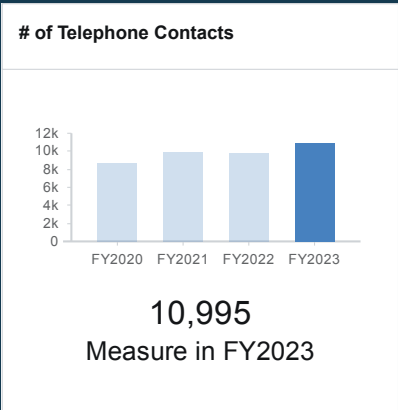 # of Telephone Contacts
12k
10k
8k
6k
4k
2k
0
FY2020 FY2021 FY2022 FY2023
10,995
Measure in FY2023